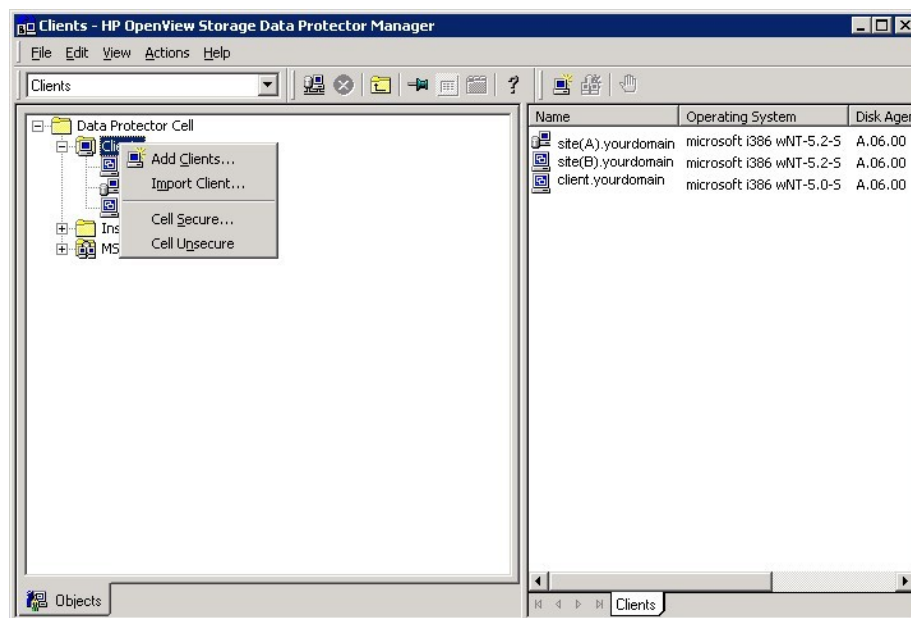 Clients - HP OpenView Storage Data Protector Manager
File Edit View Actions Help
Clients
Data Protector Cell
Add Clients...
Import Client...
Cell Secure...
Cell Unsecure
Ins
MS
Objects
Name Operating System Disk Agen
site(A).yourdomain microsoft i386 wNT-5.2-S A.06.00
site(B).yourdomain microsoft i386 wNT-5.2-S A.06.00
client.yourdomain microsoft i386 wNT-5.0-S A.06.00
Clients